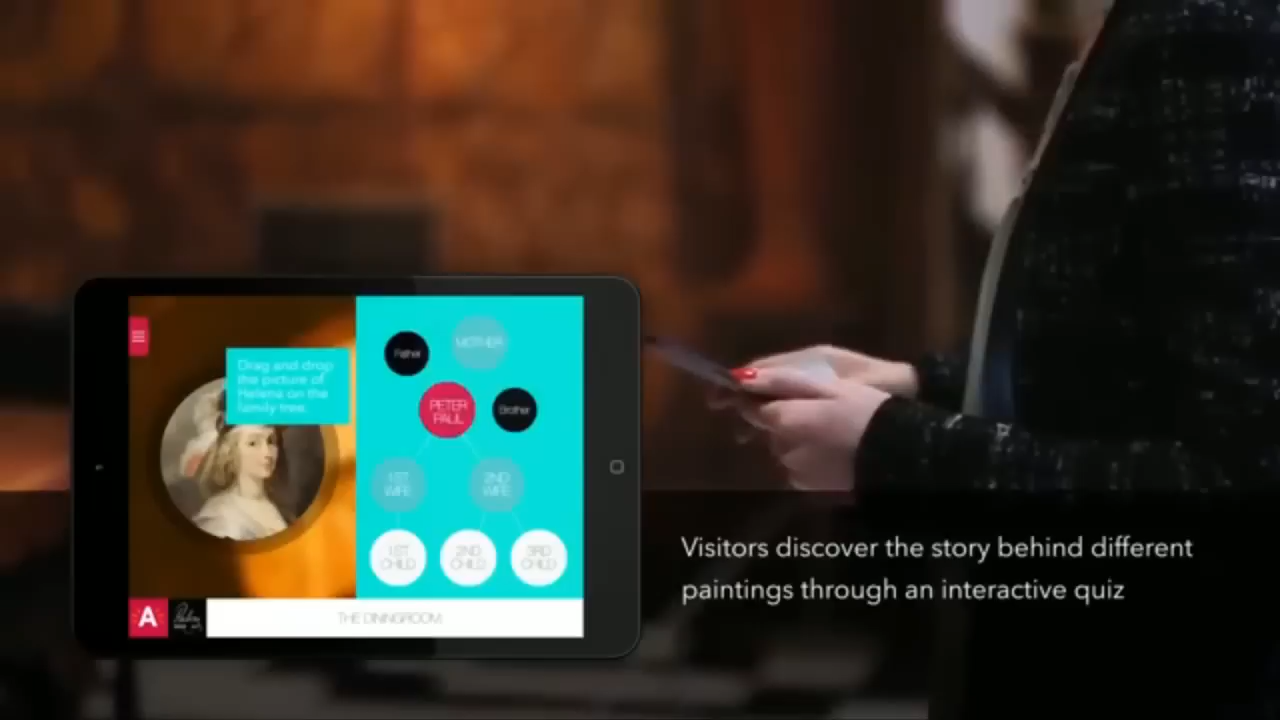 Drag and drop
the picture of
Helena on the
family tree.
Father
MOTHER
PETER
PAUL
Brother
1ST
WIFE
2ND
WIFE
1ST
CHILD
2ND
CHILD
3RD
CHILD
A
THE DININGROOM
Visitors discover the story behind different
paintings through an interactive quiz